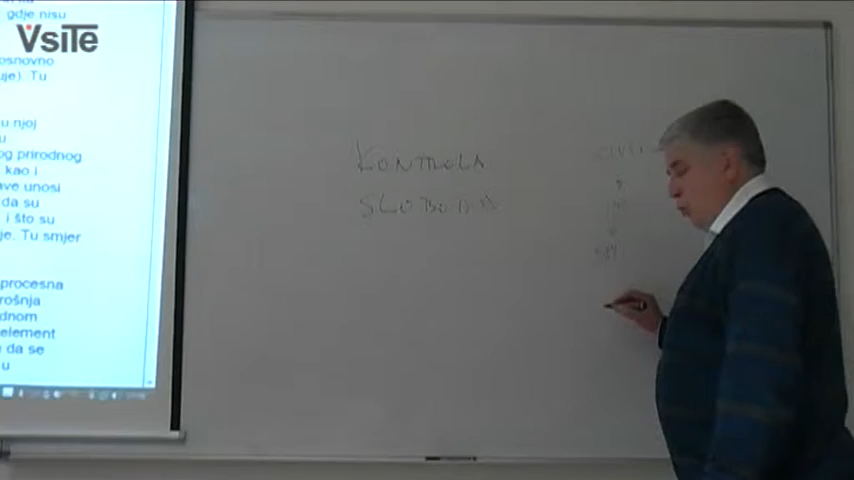 gdje nisu
VsiTe
osnovno
uje). Tu
u njoj
u
og prirodnog
kao i
ave unosi
da su
i što su
je. Tu smjer
procesna
rošnja
dnom
element
da se
u
KONTROLA
SLOBODA